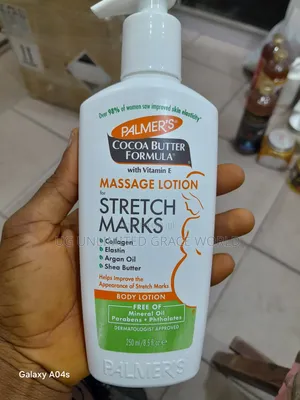 Over 98% of women saw improved skin elasticity*
PALMER'S
COCOA BUTTER
FORMULA
with Vitamin E
MASSAGE LOTION
for
STRETCH
MARKS
Collagen
Elastin
Argan Oil
Shea Butter
Helps Improve the
Appearance of Stretch Marks
BODY LOTION
FREE OF
Mineral Oil
Parabens • Phthalates
DERMATOLOGIST APPROVED
250 ml / 8.5 fl oz
PALMER'S
Galaxy A04s